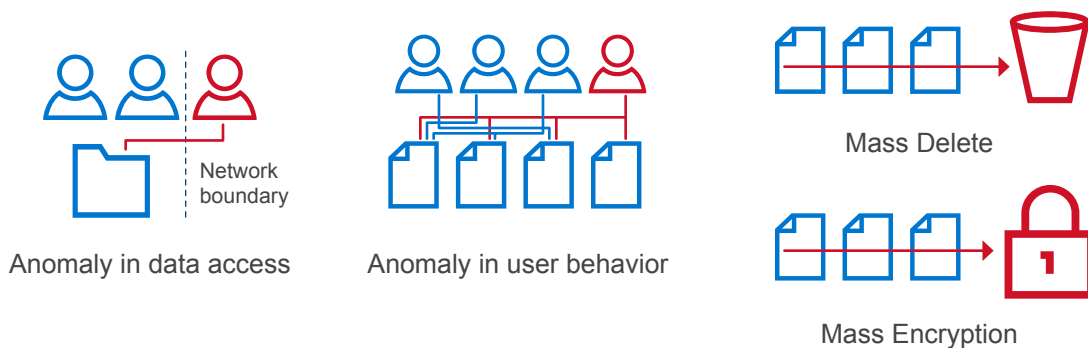 Network
boundary
Anomaly in data access
Anomaly in user behavior
Mass Delete
1
Mass Encryption